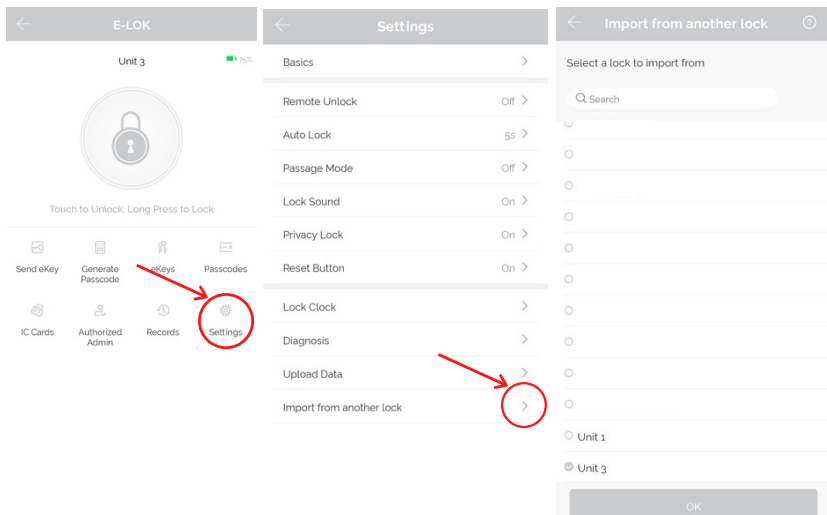 E-LOK
Unit 3
75%
Touch to Unlock, Long Press to Lock
Send eKey
Generate
Passcode
eKeys
Passcodes
IC Cards
Authorized
Admin
Records
Settings
Settings
Basics
Remote Unlock Off
Auto Lock 5s
Passage Mode Off
Lock Sound On
Privacy Lock On
Reset Button On
Lock Clock
Diagnosis
Upload Data
Import from another lock
Import from another lock ?
Select a lock to import from
Search
Unit 1
Unit 3
OK